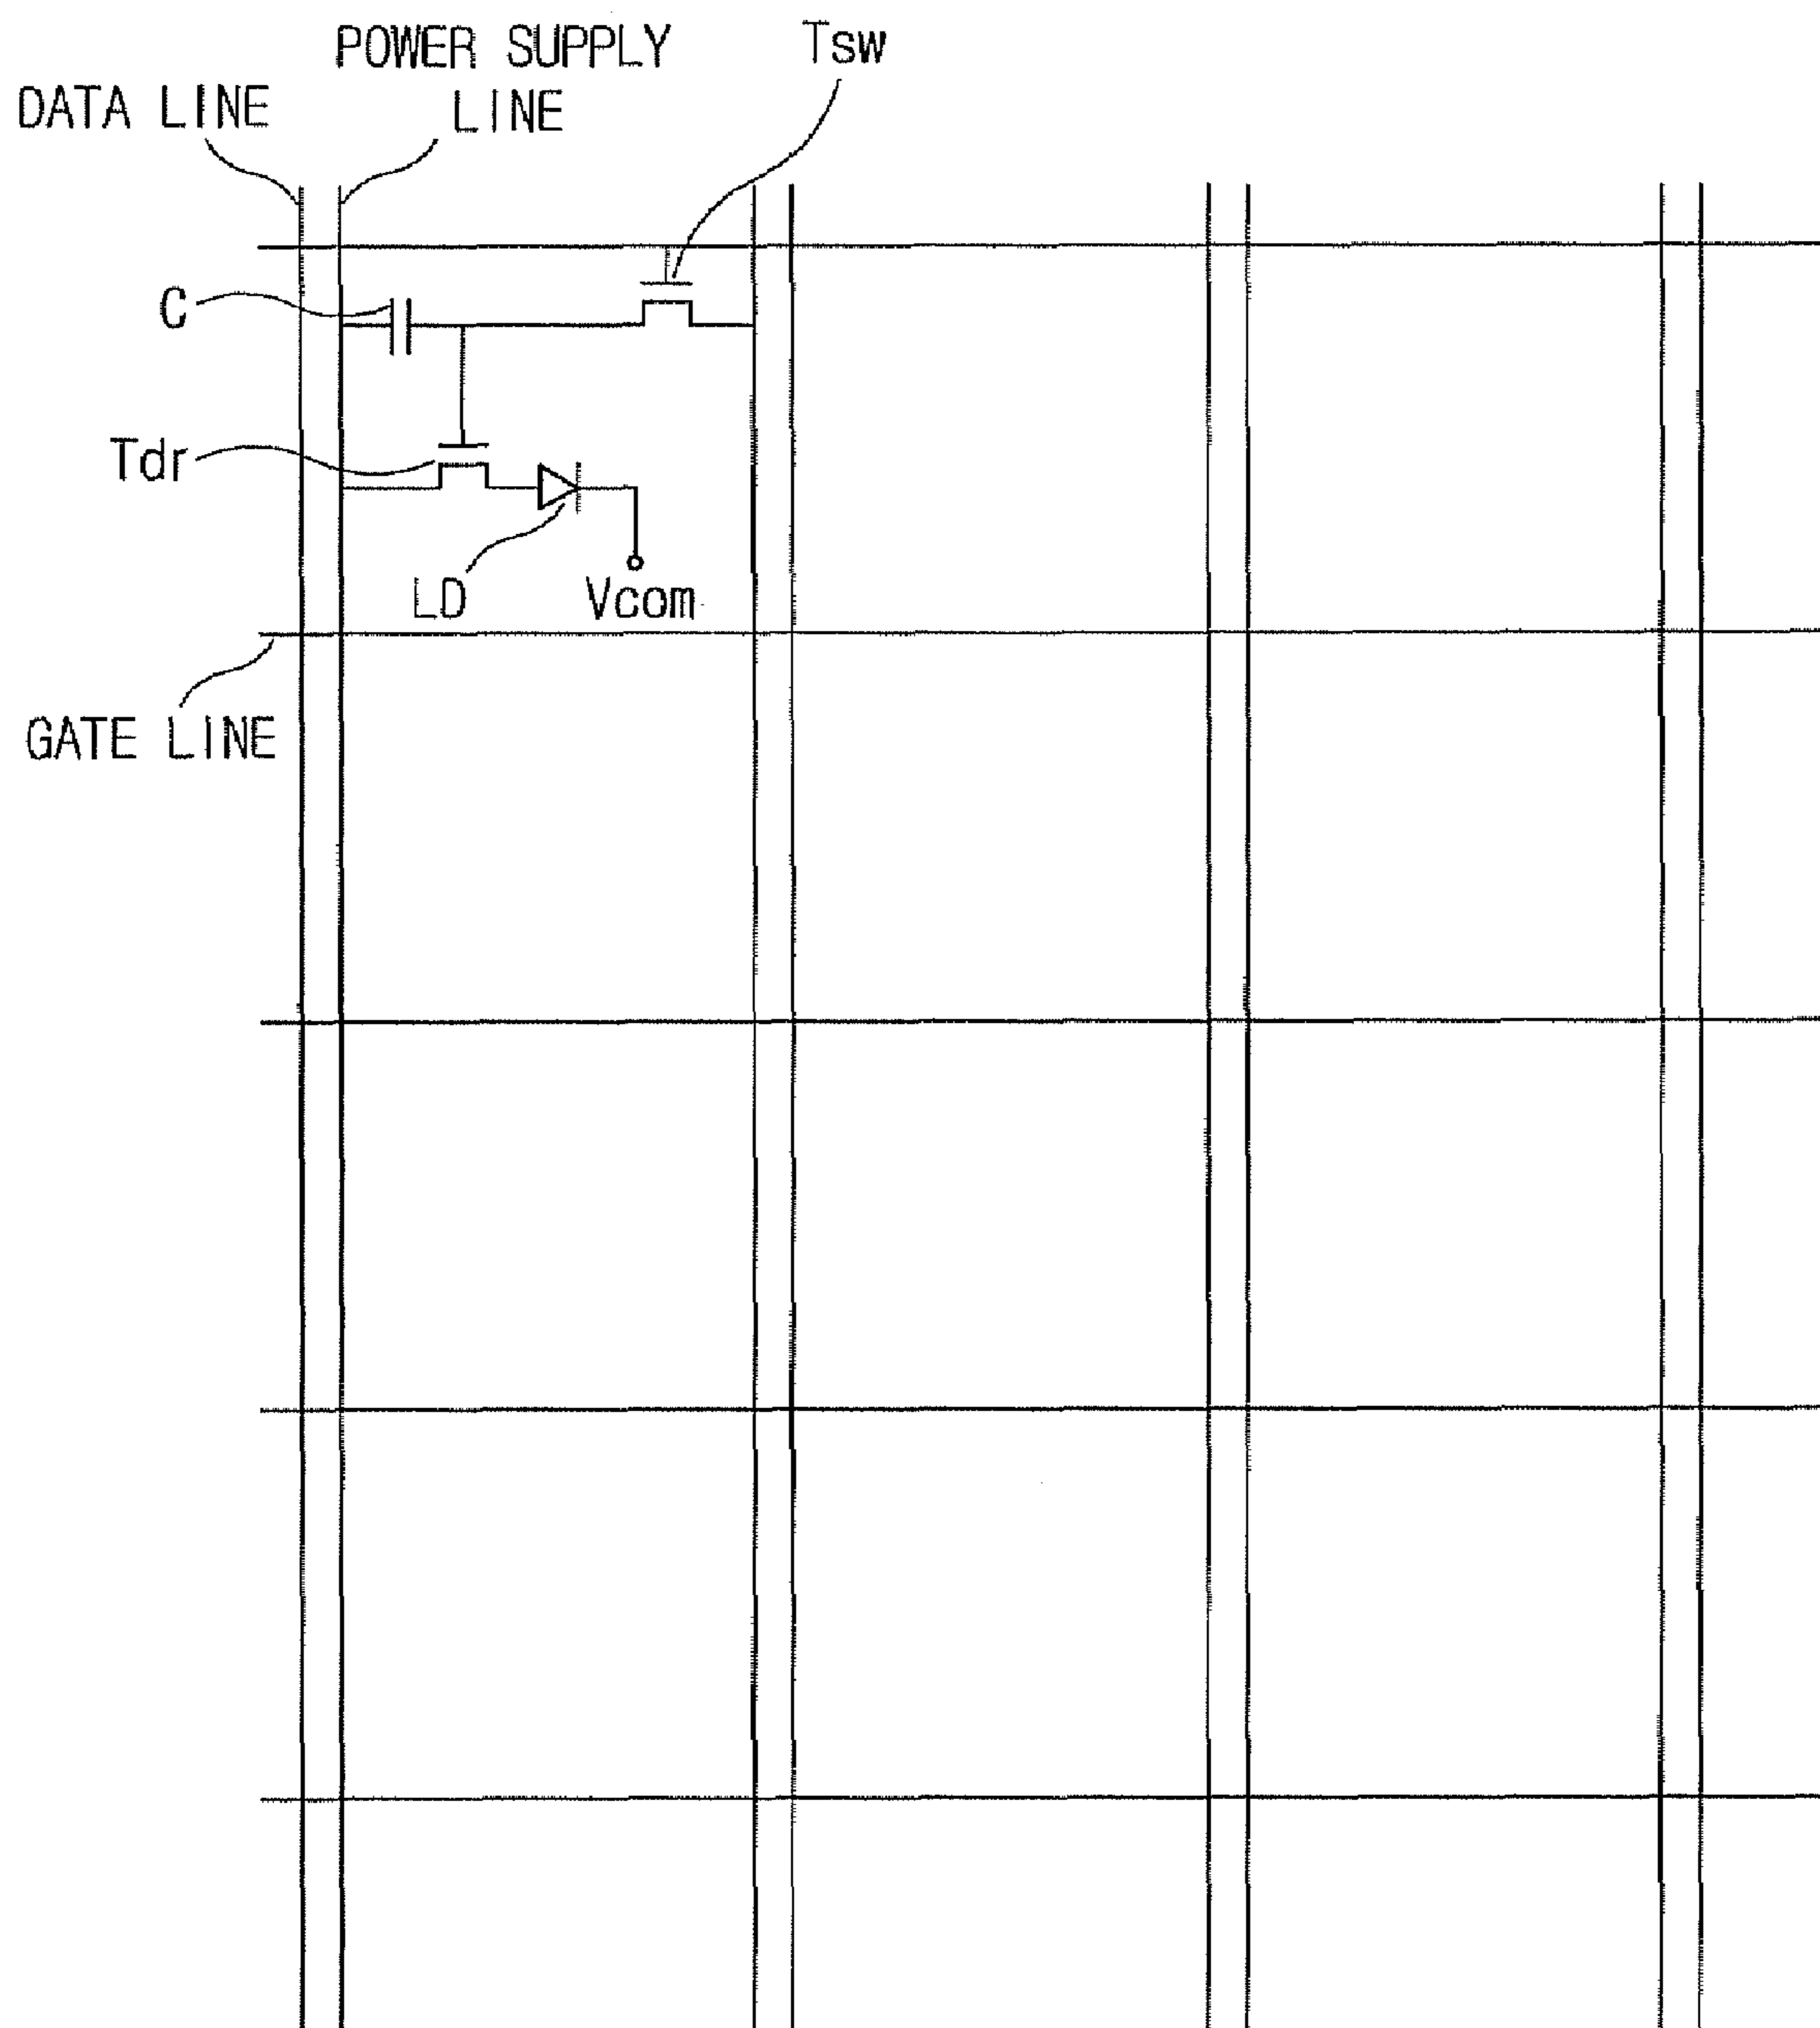 POWER SUPPLY
LINE
Tsw
DATA LINE
C
Tdr
LD
Vcom
GATE LINE